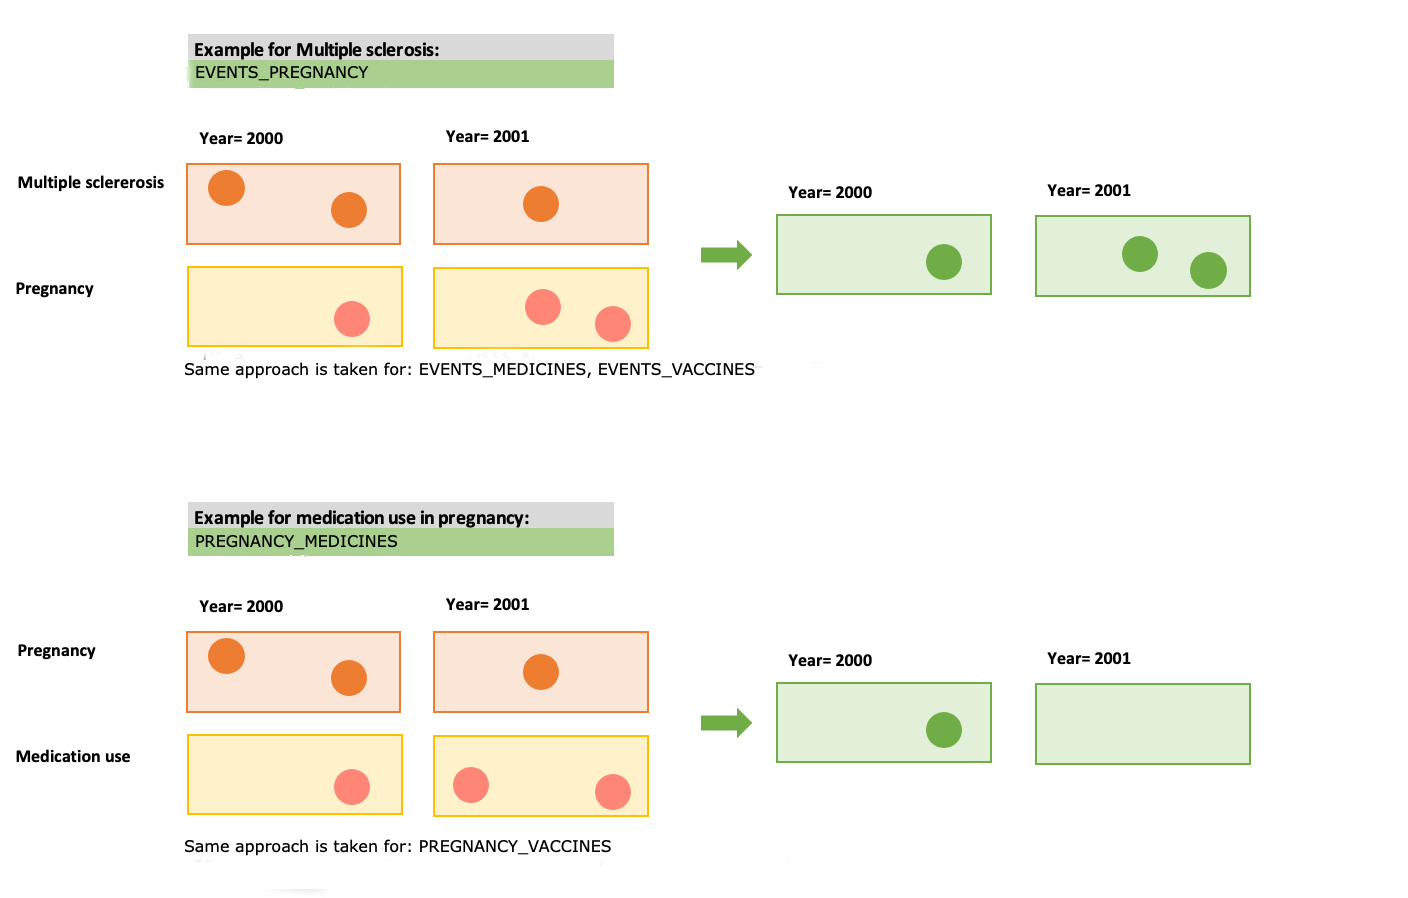 Example for Multiple sclerosis:
EVENTS_PREGNANCY
Year= 2000
Year= 2001
Multiple sclererosis
Year= 2000
Year= 2001
Pregnancy
Same approach is taken for: EVENTS_MEDICINES, EVENTS_VACCINES
Example for medication use in pregnancy:
PREGNANCY_MEDICINES
Year= 2000
Year= 2001
Pregnancy
Year= 2000
Year= 2001
Medication use
Same approach is taken for: PREGNANCY_VACCINES